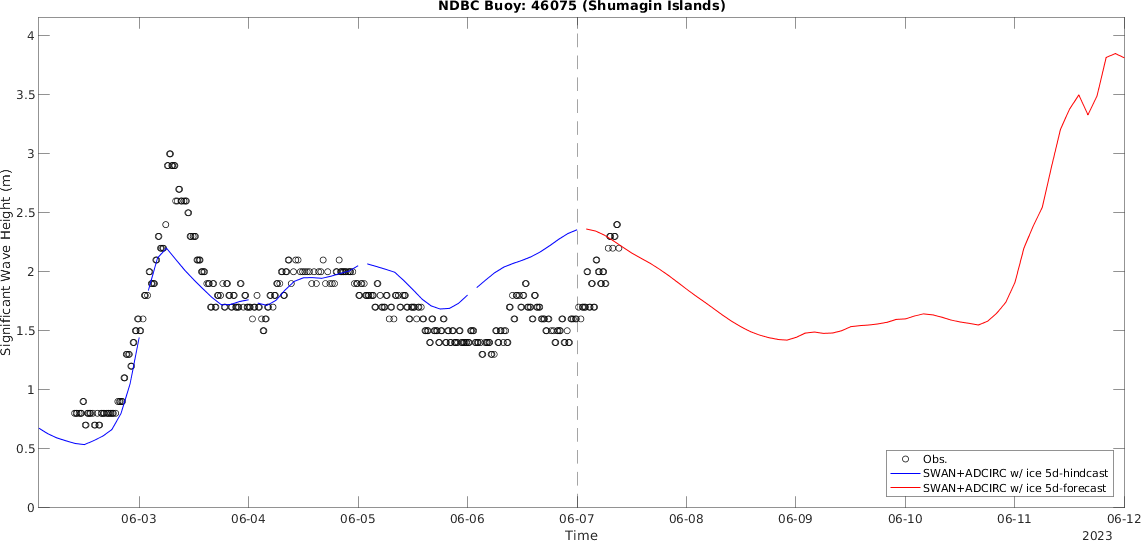 NDBC Buoy: 46075 (Shumagin Islands)
4
3.5
3
2.5
2
1.5
1
0.5
0
Significant Wave Height (m)
Obs.
SWAN+ADCIRC w/ ice 5d-hindcast
SWAN+ADCIRC w/ ice 5d-forecast
06-03 06-04 06-05 06-06 06-07 06-08 06-09 06-10 06-11 06-12
Time
2023